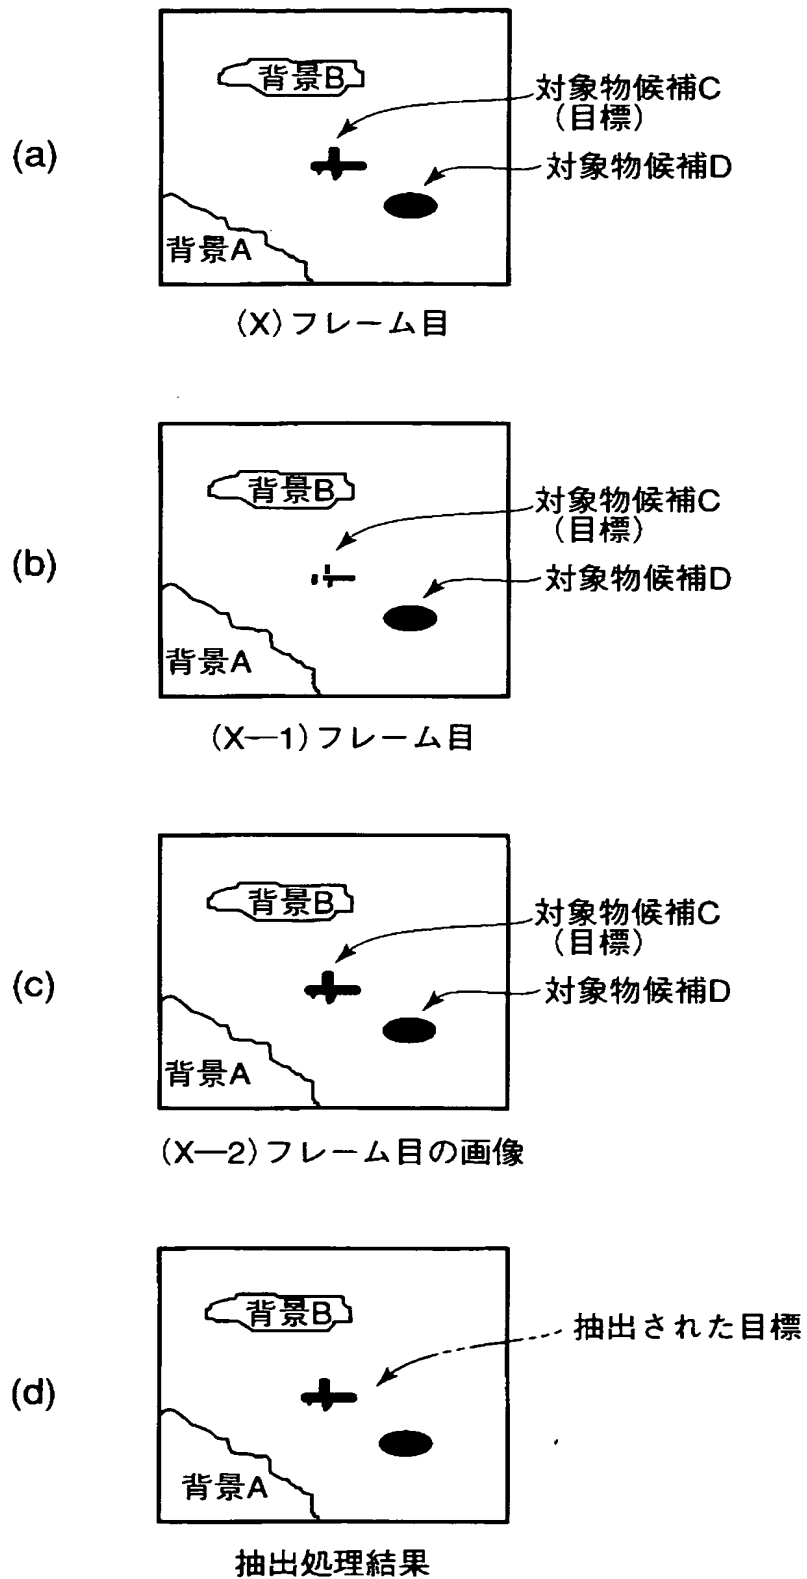 (a)
背景B
対象物候補C
（目標）
対象物候補D
背景A
(X)フレーム目
(b)
背景B
対象物候補C
（目標）
対象物候補D
背景A
(X―1)フレーム目
(c)
背景B
対象物候補C
（目標）
対象物候補D
背景A
(X―2)フレーム目の画像
(d)
背景B
抽出された目標
背景A
抽出処理結果